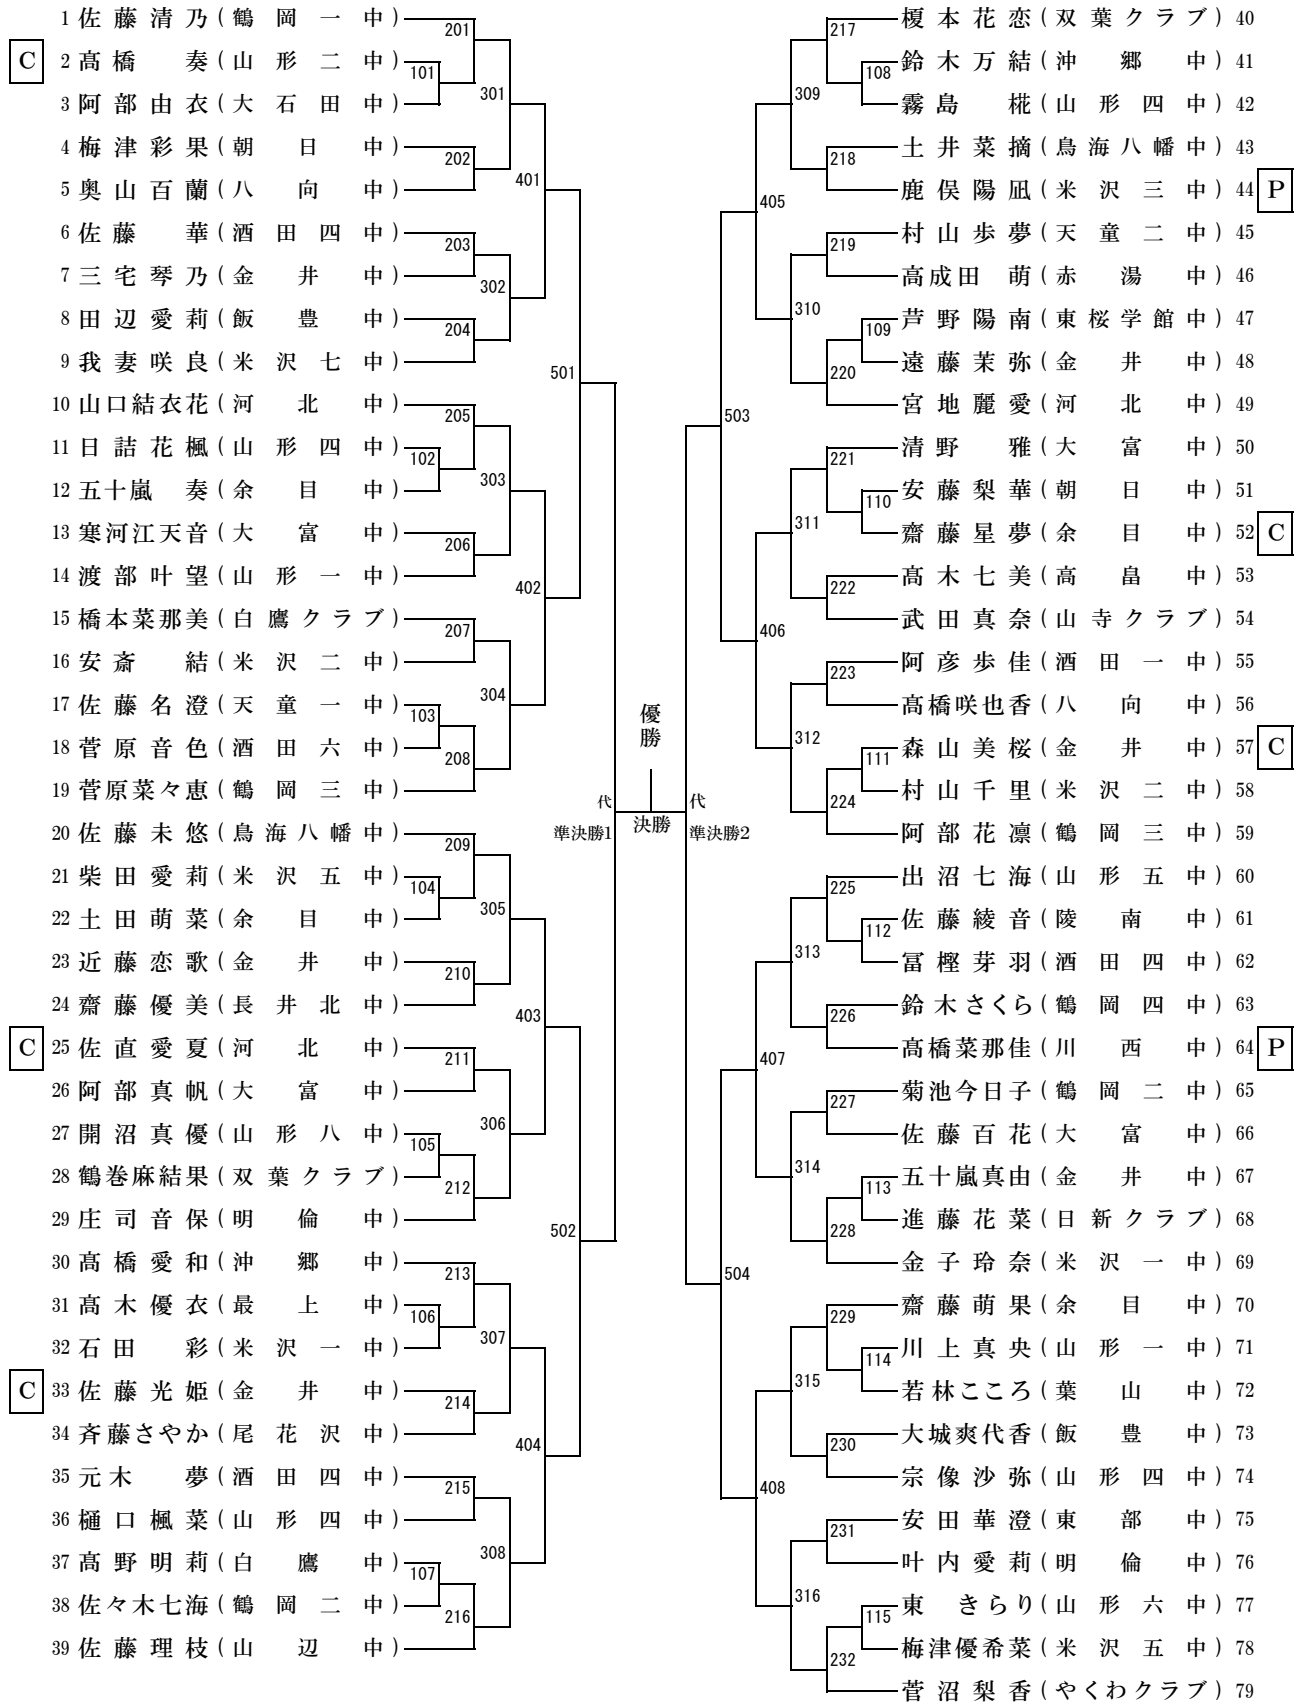 1 佐藤清乃(鶴岡一中)
C 2 髙橋 奏(山形二中)
3 阿部由衣(大石田中)
4 梅津彩果(朝日中)
5 奥山百蘭(八向中)
6 佐藤 華(酒田四中)
7 三宅琴乃(金井中)
8 田辺愛莉(飯豊中)
9 我妻咲良(米沢七中)
10 山口結衣花(河北中)
11 日詰花楓(山形四中)
12 五十嵐 奏(余目中)
13 寒河江天音(大富中)
14 渡部叶望(山形一中)
15 橋本菜那美(白鷹クラブ)
16 安斎 結(米沢二中)
17 佐藤名澄(天童一中)
18 菅原音色(酒田六中)
19 菅原菜々恵(鶴岡三中)
20 佐藤未悠(鳥海八幡中)
21 柴田愛莉(米沢五中)
22 土田萌菜(余目中)
23 近藤恋歌(金井中)
24 齋藤優美(長井北中)
C 25 佐直愛夏(河北中)
26 阿部真帆(大富中)
27 開沼真優(山形八中)
28 鶴巻麻結果(双葉クラブ)
29 庄司音保(明倫中)
30 髙橋愛和(沖郷中)
31 髙木優衣(最上中)
32 石田 彩(米沢一中)
C 33 佐藤光姫(金井中)
34 斉藤さやか(尾花沢中)
35 元木 夢(酒田四中)
36 樋口楓菜(山形四中)
37 髙野明莉(白鷹中)
38 佐々木七海(鶴岡二中)
39 佐藤理枝(山辺中)
201
101
301
202
401
203
302
204
501
205
102
303
206
402
207
304
103
208
209
104
305
210
403
211
306
105
212
502
213
106
307
214
404
215
308
107
216
優勝
代
準決勝1
決勝
代
準決勝2
217
108
309
218
405
219
310
109
220
503
221
110
311
222
406
223
312
111
224
225
112
313
226
407
227
314
113
228
504
229
114
315
230
408
231
316
115
232
榎本花恋(双葉クラブ) 40
鈴木万結(沖郷中) 41
霧島 椛(山形四中) 42
土井菜摘(鳥海八幡中) 43
鹿俣陽凪(米沢三中) 44 P
村山歩夢(天童二中) 45
高成田 萌(赤湯中) 46
芦野陽南(東桜学館中) 47
遠藤茉弥(金井中) 48
宮地麗愛(河北中) 49
清野 雅(大富中) 50
安藤梨華(朝日中) 51
齋藤星夢(余目中) 52 C
髙木七美(高畠中) 53
武田真奈(山寺クラブ) 54
阿彦歩佳(酒田一中) 55
髙橋咲也香(八向中) 56
森山美桜(金井中) 57 C
村山千里(米沢二中) 58
阿部花凛(鶴岡三中) 59
出沼七海(山形五中) 60
佐藤綾音(陵南中) 61
冨樫芽羽(酒田四中) 62
鈴木さくら(鶴岡四中) 63
髙橋菜那佳(川西中) 64 P
菊池今日子(鶴岡二中) 65
佐藤百花(大富中) 66
五十嵐真由(金井中) 67
進藤花菜(日新クラブ) 68
金子玲奈(米沢一中) 69
齋藤萌果(余目中) 70
川上真央(山形一中) 71
若林こころ(葉山中) 72
大城爽代香(飯豊中) 73
宗像沙弥(山形四中) 74
安田華澄(東部中) 75
叶内愛莉(明倫中) 76
東 きらり(山形六中) 77
梅津優希菜(米沢五中) 78
菅沼梨香(やくわクラブ) 79